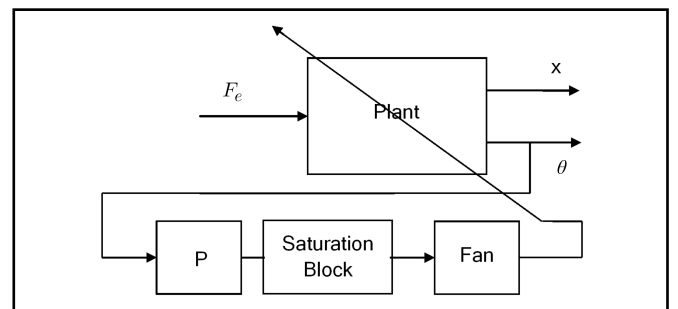 x
F_e
Plant
θ
P
Saturation
Block
Fan